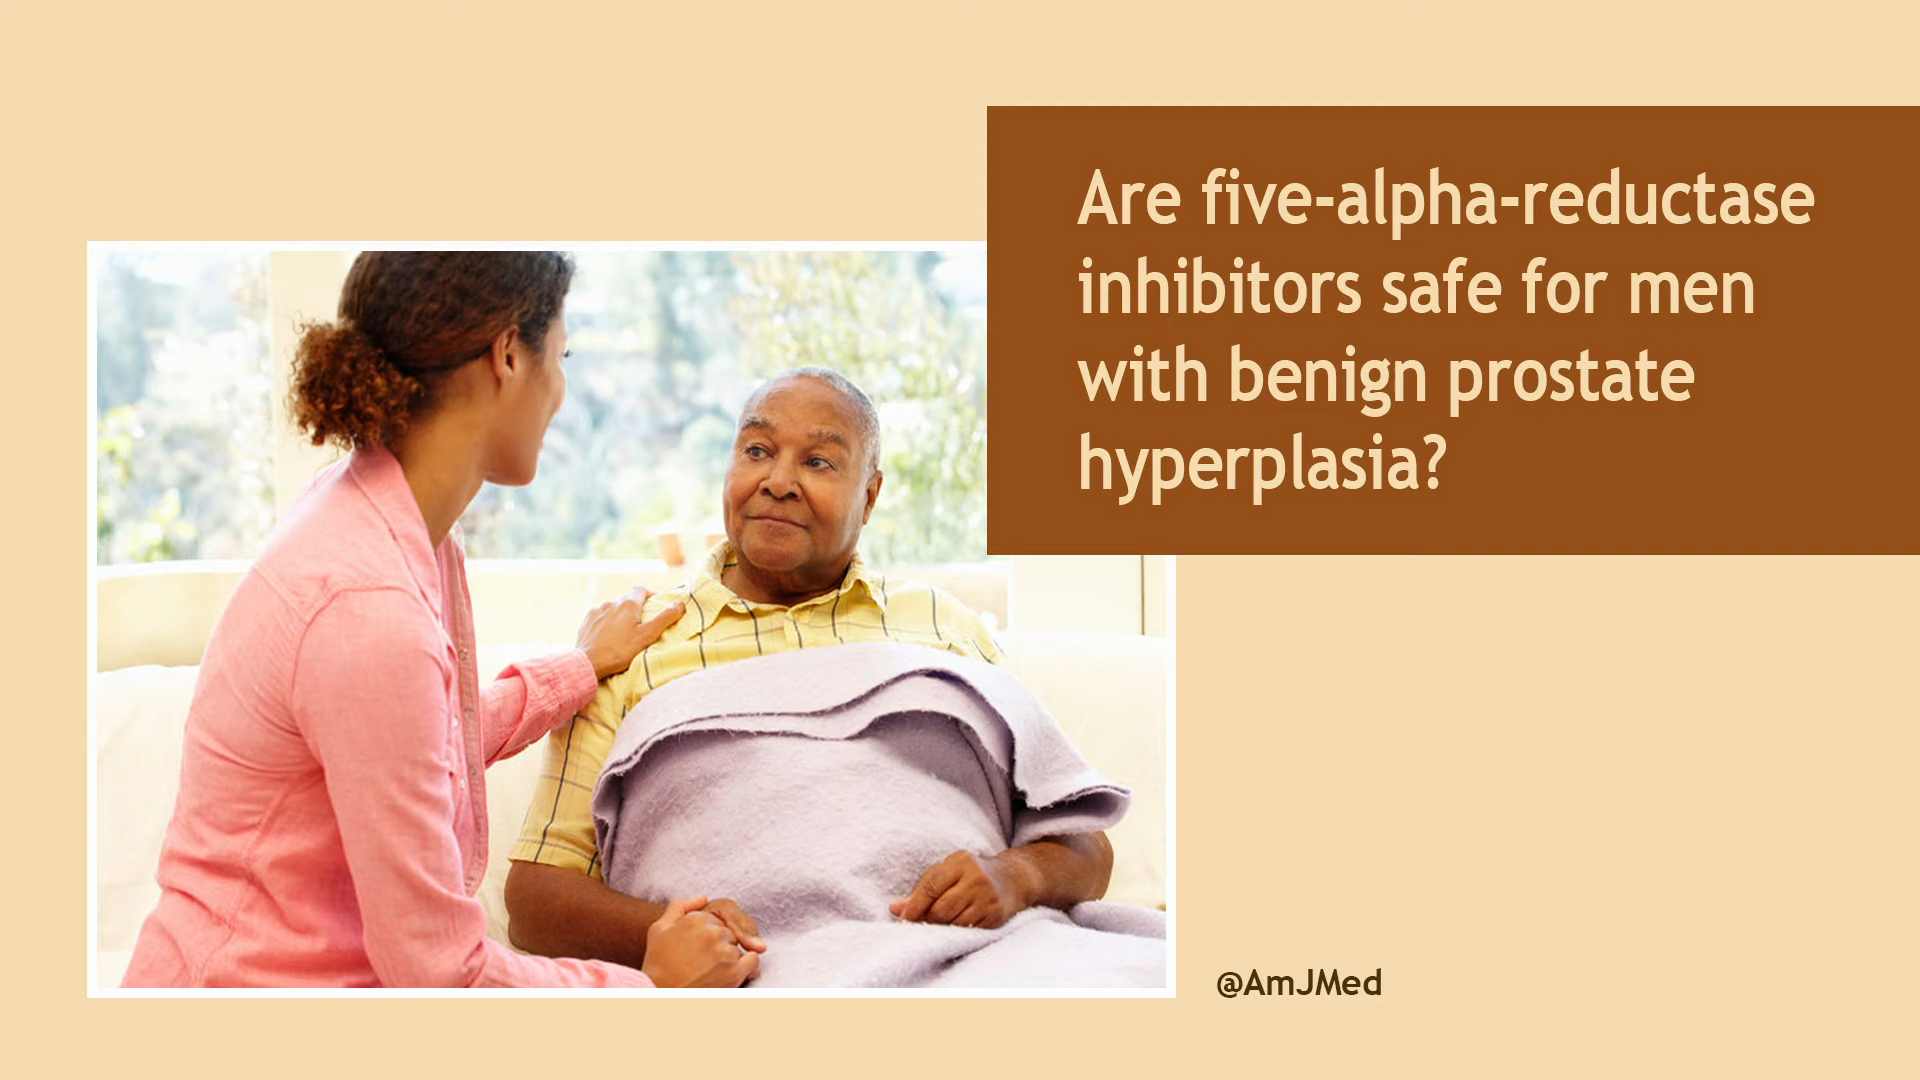 Are five-alpha-reductase
inhibitors safe for men
with benign prostate
hyperplasia?
@AmJMed